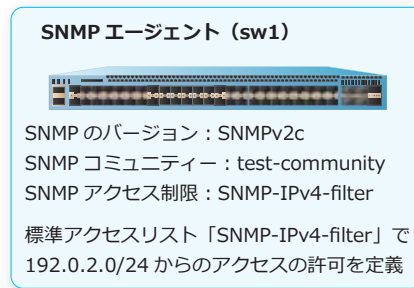 SNMP エージェント（sw1）
SNMP のバージョン：SNMPv2c
SNMP コミュニティー：test-community
SNMP アクセス制限：SNMP-IPv4-filter
標準アクセスリスト「SNMP-IPv4-filter」で
192.0.2.0/24 からのアクセスの許可を定義